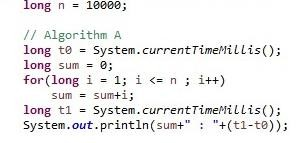 long n = 10000;
// Algorithm A
long t0 = System.currentTimeMillis();
long sum = 0;
for(long i = 1; i <= n ; i++)
sum = sum+i;
long t1 = System.currentTimeMillis();
System.out.println(sum+" : "+(t1-t0));